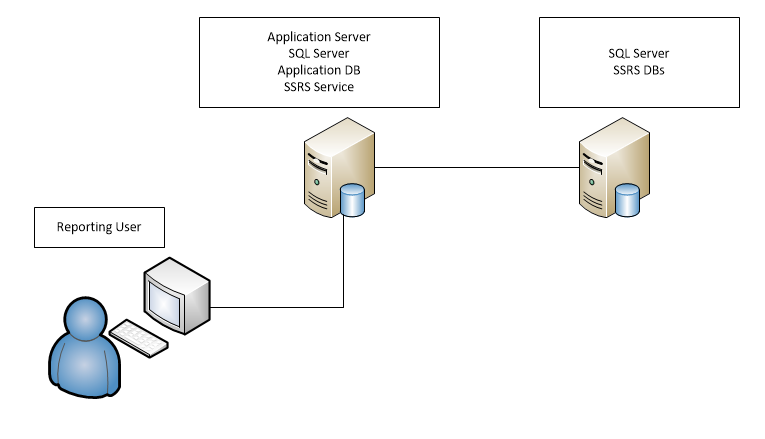 Application Server
SQL Server
Application DB
SSRS Service
SQL Server
SSRS DBs
Reporting User